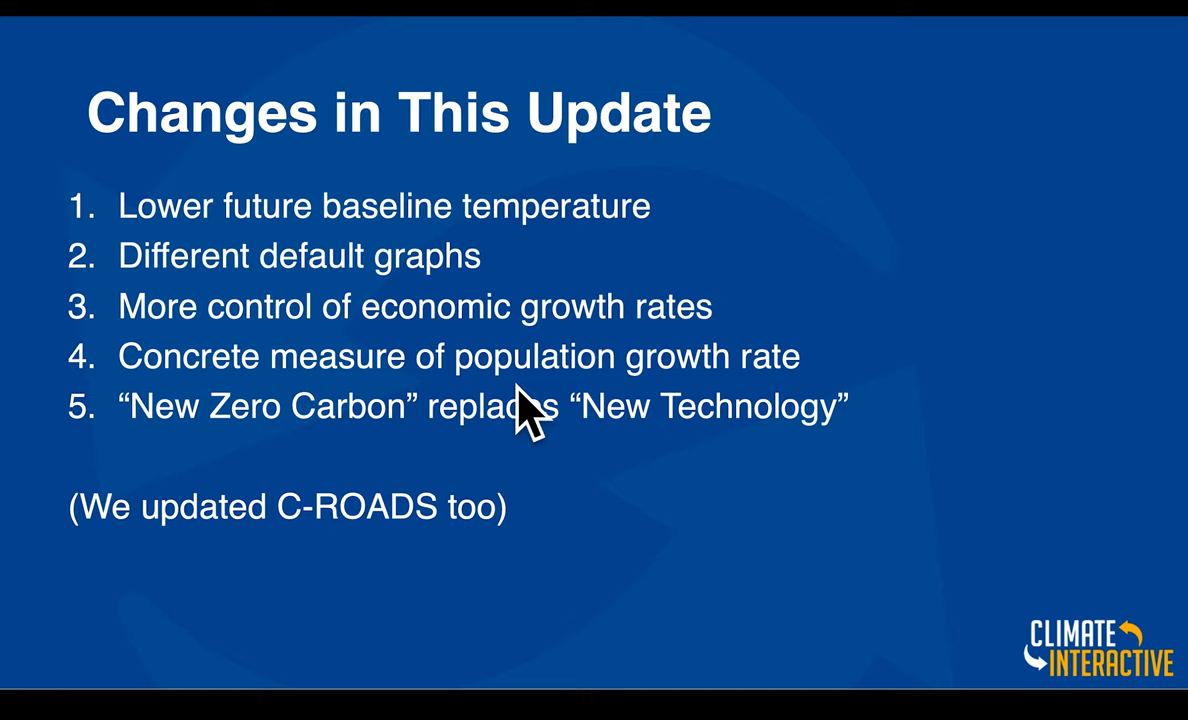 Changes in This Update
1. Lower future baseline temperature
2. Different default graphs
3. More control of economic growth rates
4. Concrete measure of population growth rate
5. “New Zero Carbon” replaces “New Technology”
(We updated C-ROADS too)
CLIMATE
INTERACTIVE